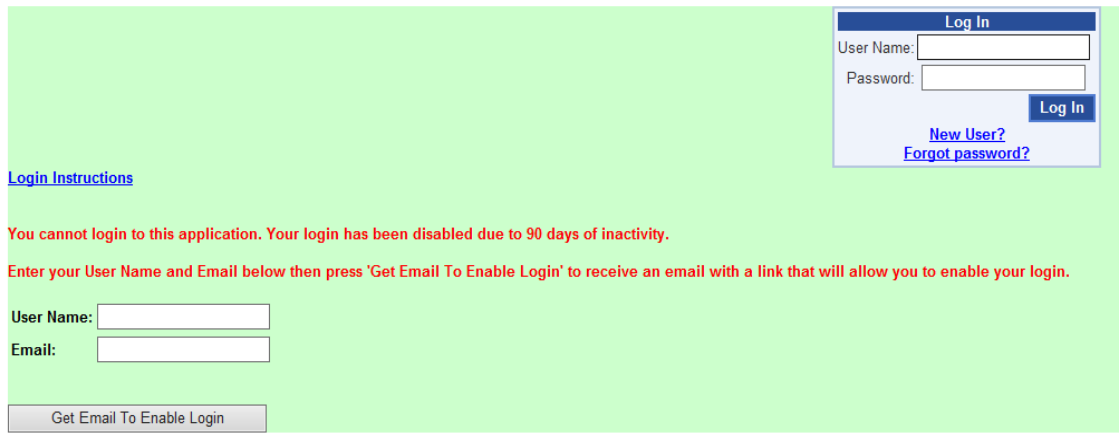 Log In
User Name:
Password:
Log In
New User?
Forgot password?
Login Instructions
You cannot login to this application. Your login has been disabled due to 90 days of inactivity.
Enter your User Name and Email below then press 'Get Email To Enable Login' to receive an email with a link that will allow you to enable your login.
User Name:
Email:
Get Email To Enable Login